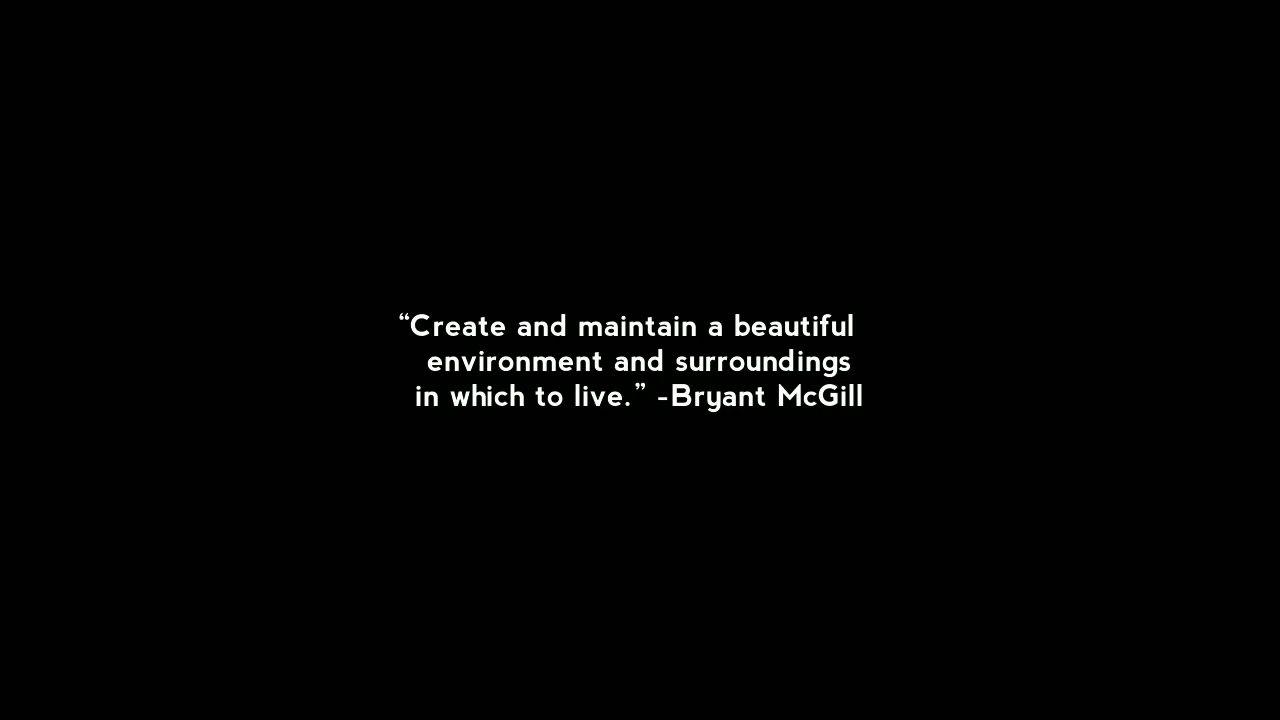 “Create and maintain a beautiful
environment and surroundings
in which to live.” -Bryant McGill